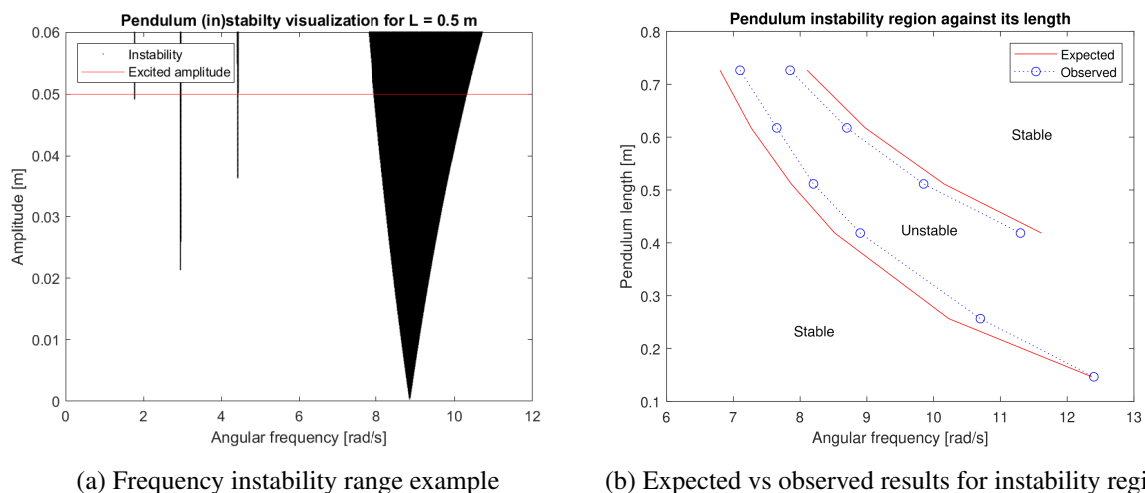 Pendulum (in)stabilty visualization for L = 0.5 m
0.06
0.05
0.04
0.03
0.02
0.01
0
Amplitude [m]
Instability
Excited amplitude
0 2 4 6 8 10 12
Angular frequency [rad/s]
(a) Frequency instability range example
Pendulum instability region against its length
0.8
0.7
0.6
0.5
0.4
0.3
0.2
0.1
Pendulum length [m]
Expected
Observed
Stable
Unstable
Stable
6 7 8 9 10 11 12 13
Angular frequency [rad/s]
(b) Expected vs observed results for instability regi